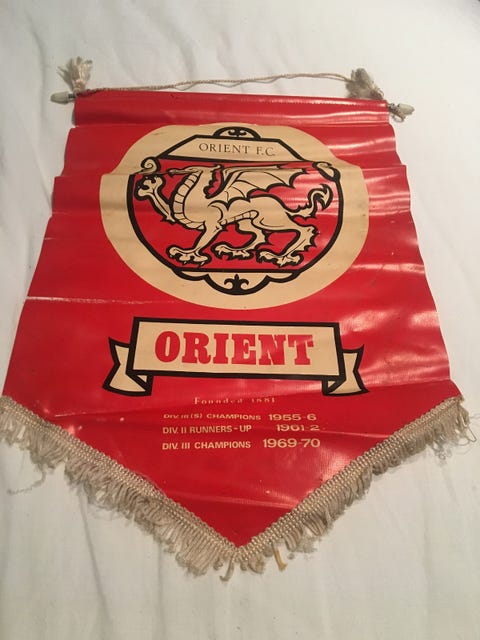 ORIENT F.C.
ORIENT
Founded 1881
DIV. III (S) CHAMPIONS 1955-6
DIV. II RUNNERS-UP 1961-2
DIV. III CHAMPIONS 1969-70